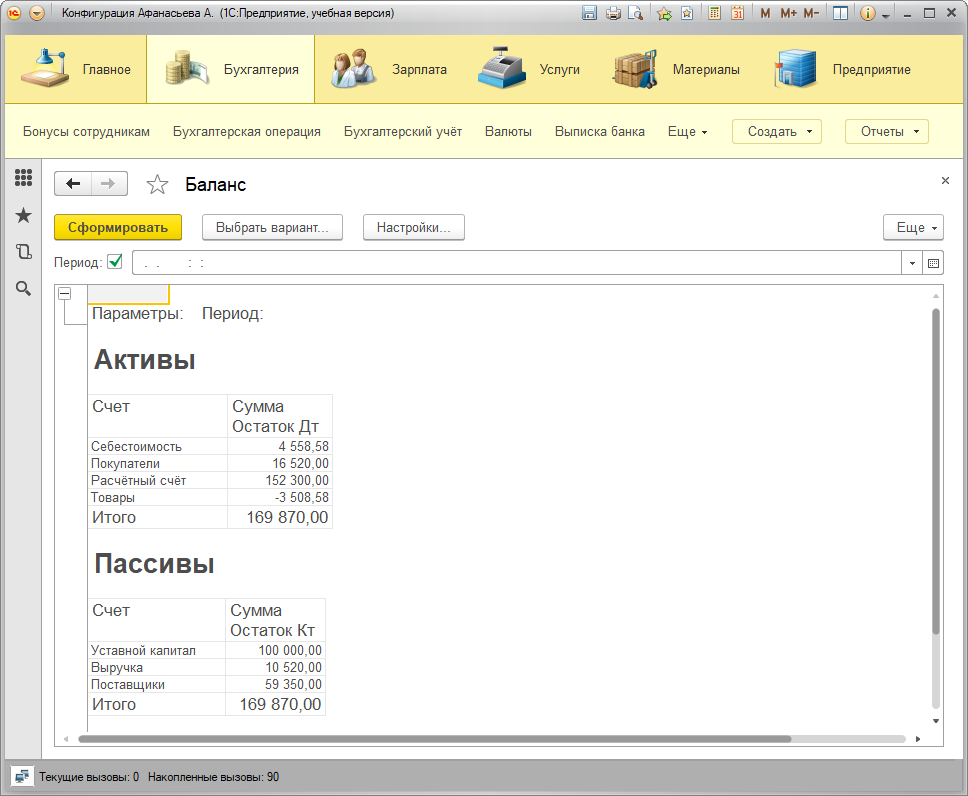 Конфигурация Афанасьева А. (1С:Предприятие, учебная версия)
31 M M+ M-
Главное Бухгалтерия Зарплата Услуги Материалы Предприятие
Бонусы сотрудникам Бухгалтерская операция Бухгалтерский учёт Валюты Выписка банка Еще Создать Отчеты
Баланс
Сформировать Выбрать вариант... Настройки... Еще
Период: . . : :
Параметры: Период:
Активы
Счет Сумма
Остаток Дт
Себестоимость 4 558,58
Покупатели 16 520,00
Расчётный счёт 152 300,00
Товары -3 508,58
Итого 169 870,00
Пассивы
Счет Сумма
Остаток Кт
Уставной капитал 100 000,00
Выручка 10 520,00
Поставщики 59 350,00
Итого 169 870,00
Текущие вызовы: 0 Накопленные вызовы: 90